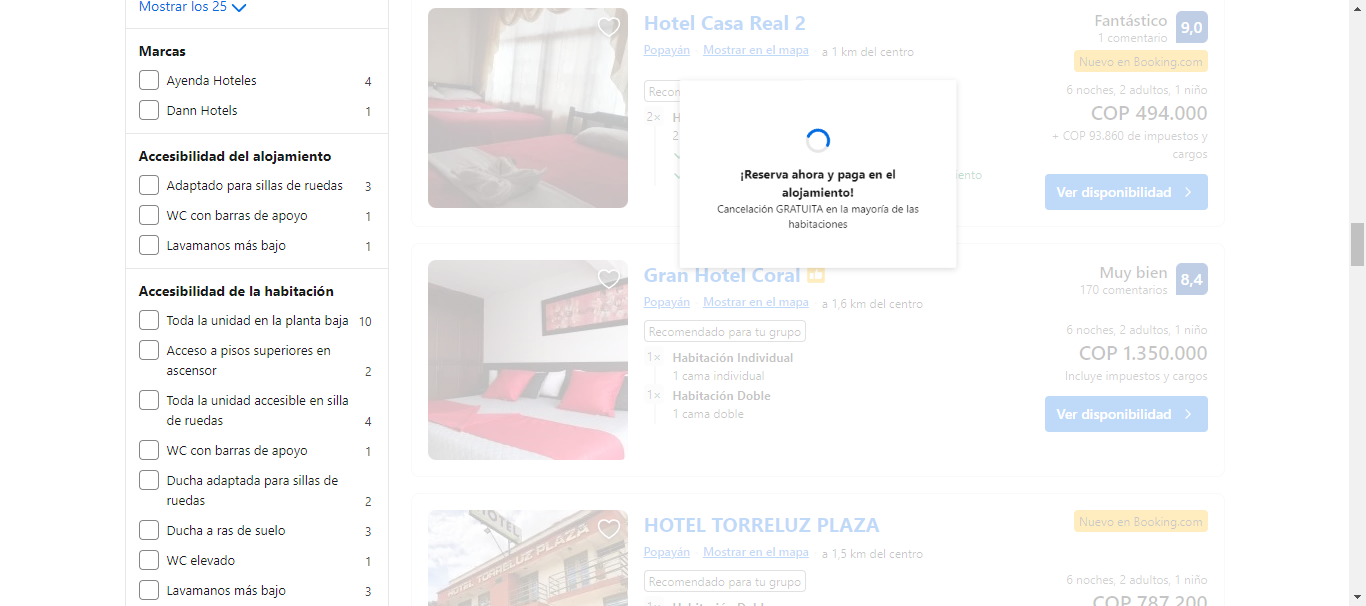 Mostrar los 25
Marcas
Ayenda Hoteles 4
Dann Hotels 1
Accesibilidad del alojamiento
Adaptado para sillas de ruedas 3
WC con barras de apoyo 1
Lavamanos más bajo 1
Accesibilidad de la habitación
Toda la unidad en la planta baja 10
Acceso a pisos superiores en
ascensor 2
Toda la unidad accesible en silla
de ruedas 4
WC con barras de apoyo 1
Ducha adaptada para sillas de
ruedas 2
Ducha a ras de suelo 3
WC elevado 1
Lavamanos más bajo 3
Hotel Casa Real 2
Popayán Mostrar en el mapa a 1 km del centro
Fantástico 9,0
1 comentario
Nuevo en Booking.com
2×
6 noches, 2 adultos, 1 niño
COP 494.000
+ COP 93.860 de impuestos y
cargos
Ver disponibilidad
¡Reserva ahora y paga en el
alojamiento!
Cancelación GRATUITA en la mayoría de las
habitaciones
Gran Hotel Coral
Popayán Mostrar en el mapa a 1,6 km del centro
Muy bien 8,4
170 comentarios
Recomendado para tu grupo
1× Habitación Individual
1 cama individual
1× Habitación Doble
1 cama doble
6 noches, 2 adultos, 1 niño
COP 1.350.000
Incluye impuestos y cargos
Ver disponibilidad
HOTEL TORRELUZ PLAZA
Popayán Mostrar en el mapa a 1,5 km del centro
Nuevo en Booking.com
Recomendado para tu grupo
6 noches, 2 adultos, 1 niño
COP 787.200
HOTEL
HOTEL TORRELUZ PLAZA